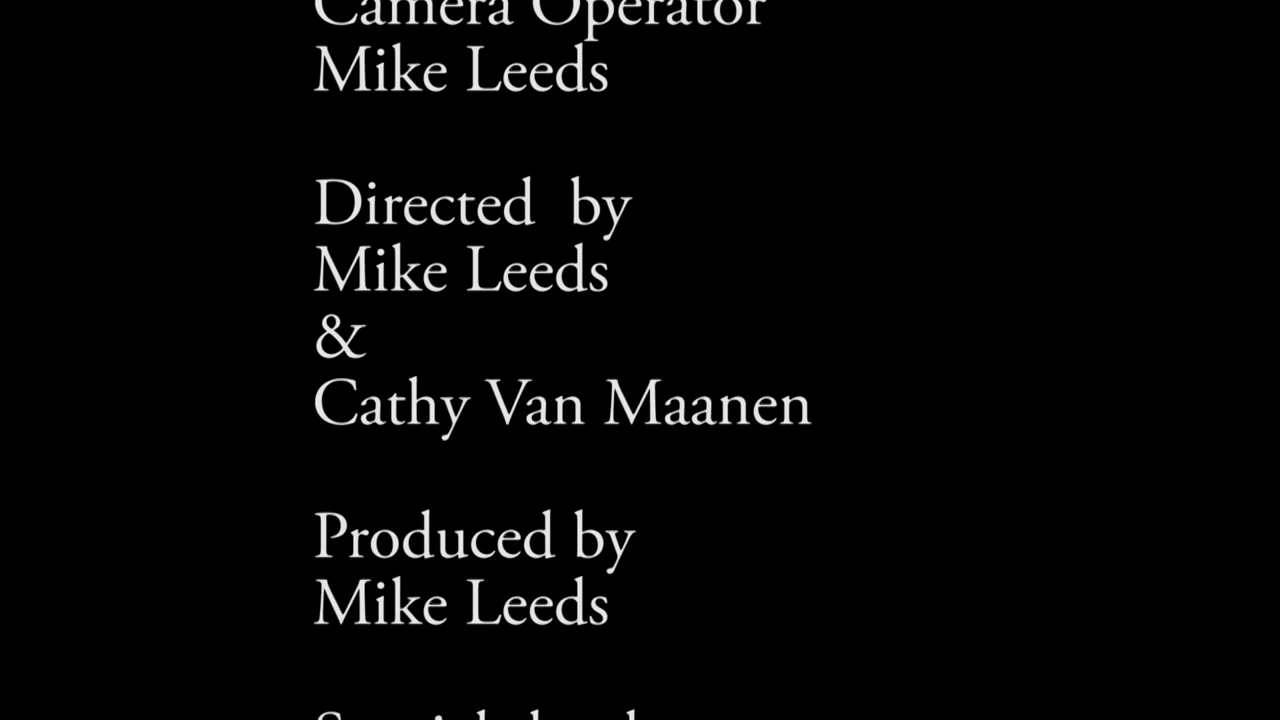 Camera Operator
Mike Leeds
Directed by
Mike Leeds
&
Cathy Van Maanen
Produced by
Mike Leeds